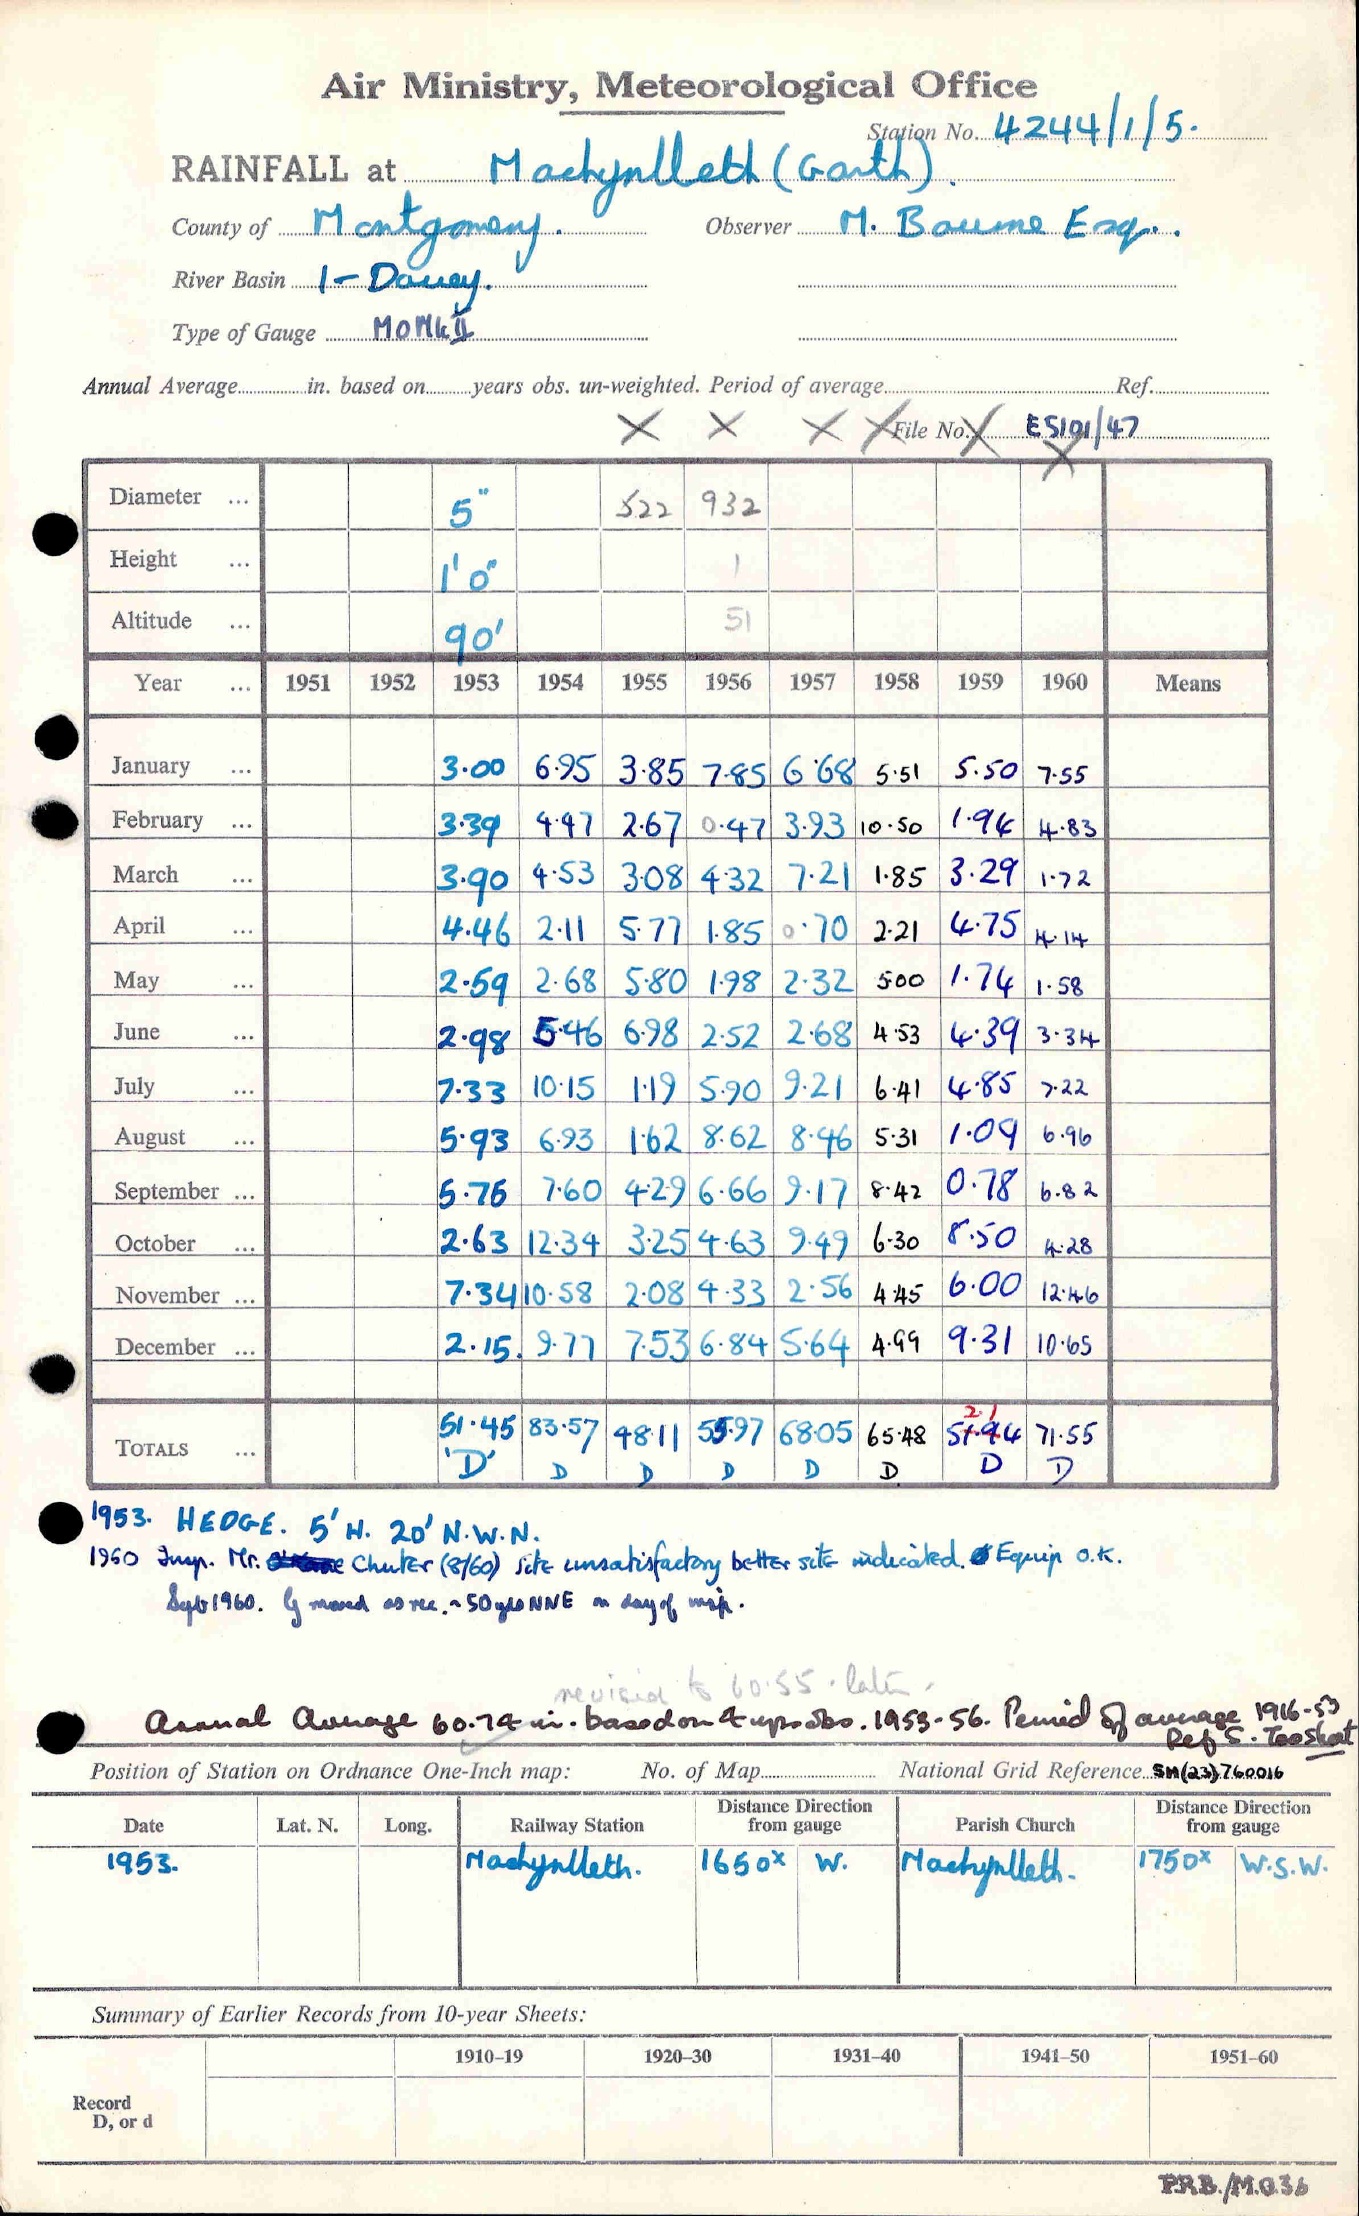 Air Ministry, Meteorological Office
Station No. 4244/1/5.
RAINFALL at Machynlleth (Garth).
County of Montgomery. Observer M. Bourne Esq.
River Basin 1- Dovey.
Type of Gauge MO Mk II
Annual Average in. based on years obs. un-weighted. Period of average Ref.
File No. E5101/47
Diameter ... 5" 522 932
Height ... 1' 0" 1
Altitude ... 90' 51
Year ... 1951 1952 1953 1954 1955 1956 1957 1958 1959 1960 Means
January ... 3.00 6.95 3.85 7.85 6.68 5.51 5.50 7.55
February ... 3.39 4.47 2.67 0.47 3.93 10.50 1.94 4.83
March ... 3.90 4.53 3.08 4.32 7.21 1.85 3.29 1.72
April ... 4.46 2.11 5.77 1.85 0.70 2.21 4.75 4.14
May ... 2.59 2.68 5.80 1.98 2.32 5.00 1.74 1.58
June ... 2.98 5.46 6.98 2.52 2.68 4.53 4.39 3.34
July ... 7.33 10.15 1.19 5.90 9.21 6.41 4.85 7.22
August ... 5.93 6.93 1.62 8.62 8.46 5.31 1.09 6.96
September ... 5.75 7.60 4.29 6.66 9.17 8.42 0.78 6.82
October ... 2.63 12.34 3.25 4.63 9.49 6.30 8.50 4.28
November ... 7.34 10.58 2.08 4.33 2.56 4.45 6.00 12.46
December ... 2.15. 9.77 7.53 6.84 5.64 4.99 9.31 10.65
2.1
TOTALS ... 51.45 83.57 48.11 55.97 68.05 65.48 51.94 71.55
'D' D D D D D D D
1953. HEDGE. 5' H. 20' N.W.N.
1960 Insp. Mr. Chuter (8/60) site unsatisfactory better site indicated. Equip O.K.
Sept 1960. G moved as rec. ~ 50 yds NNE on day of insp.
revised to 60.55 later.
Annual Average 60.74 in. based on 4 yrs obs. 1953-56. Period of average 1916-53
Ref S. Too Short
Position of Station on Ordnance One-Inch map: No. of Map National Grid Reference SH(23)760016
Date Lat. N. Long. Railway Station Distance Direction from gauge Parish Church Distance Direction from gauge
1953. Machynlleth. 1650x W. Machynlleth. 1750x W.S.W.
Summary of Earlier Records from 10-year Sheets:
1910–19 1920–30 1931–40 1941–50 1951–60
Record
D, or d
P.R.B./M.O.36